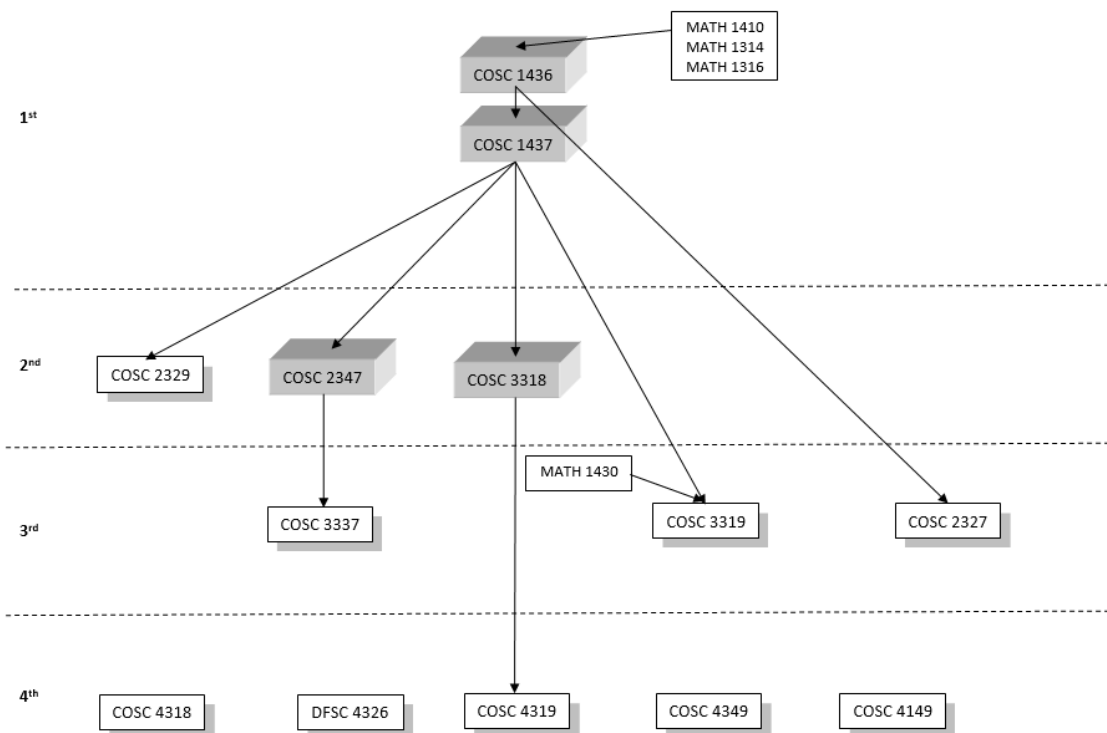 MATH 1410
MATH 1314
MATH 1316
COSC 1436
1st
COSC 1437
2nd
COSC 2329
COSC 2347
COSC 3318
MATH 1430
3rd
COSC 3337
COSC 3319
COSC 2327
4th
COSC 4318
DFSC 4326
COSC 4319
COSC 4349
COSC 4149